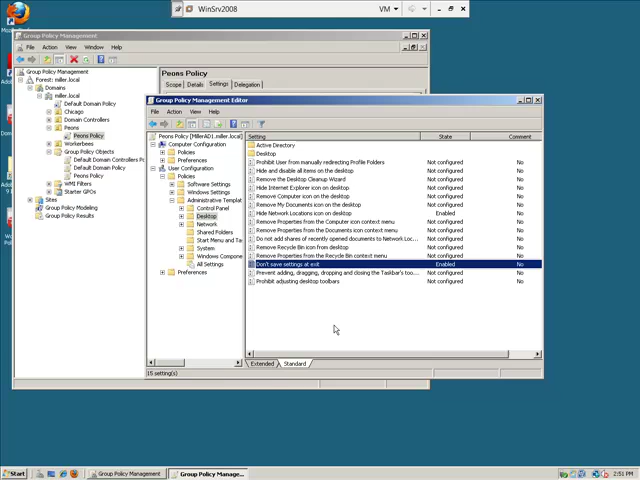 WinSrv2008
VM
Group Policy Management
File Action View Window Help
Group Policy Management
Forest: miller.local
Domains
miller.local
Default Domain Policy
Chicago
Domain Controllers
Peons
Peons Policy
Workerbees
Group Policy Objects
Default Domain Controllers Po
Default Domain Policy
Peons Policy
WMI Filters
Starter GPOs
Sites
Group Policy Modeling
Group Policy Results
Peons Policy
Scope Details Settings Delegation
Group Policy Management Editor
File Action View Help
Peons Policy [MillerAD1.miller.local]
Computer Configuration
Policies
Preferences
User Configuration
Policies
Software Settings
Windows Settings
Administrative Templat
Control Panel
Desktop
Network
Shared Folders
Start Menu and Ta
System
Windows Compone
All Settings
Preferences
Setting State Comment
Active Directory
Desktop
Prohibit User from manually redirecting Profile Folders Not configured No
Hide and disable all items on the desktop Not configured No
Remove the Desktop Cleanup Wizard Not configured No
Hide Internet Explorer icon on desktop Not configured No
Remove Computer icon on the desktop Not configured No
Remove My Documents icon on the desktop Not configured No
Hide Network Locations icon on desktop Enabled No
Remove Properties from the Computer icon context menu Not configured No
Remove Properties from the Documents icon context menu Not configured No
Do not add shares of recently opened documents to Network Loc... Not configured No
Remove Recycle Bin icon from desktop Not configured No
Remove Properties from the Recycle Bin context menu Not configured No
Don't save settings at exit Enabled No
Prevent adding, dragging, dropping and closing the Taskbar's too... Not configured No
Prohibit adjusting desktop toolbars Not configured No
Extended Standard
15 setting(s)
Start Group Policy Management Group Policy Manage... 2:51 PM